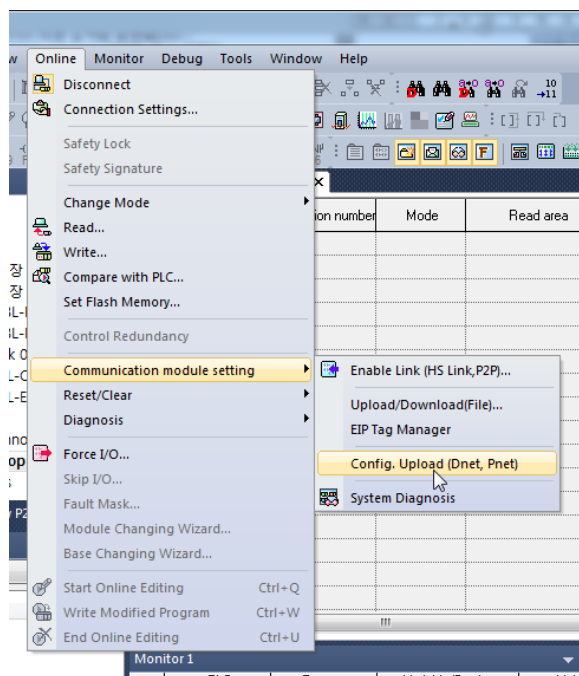 Online Monitor Debug Tools Window Help
Disconnect
Connection Settings...
Safety Lock
Safety Signature
Change Mode
ion number Mode Read area
Read...
Write...
장
Compare with PLC...
장
Set Flash Memory...
Control Redundancy
Communication module setting
Enable Link (HS Link,P2P)...
Reset/Clear
Upload/Download(File)...
Diagnosis
EIP Tag Manager
Force I/O...
Config. Upload (Dnet, Pnet)
Skip I/O...
System Diagnosis
Fault Mask...
Module Changing Wizard...
Base Changing Wizard...
Start Online Editing Ctrl+Q
Write Modified Program Ctrl+W
End Online Editing Ctrl+U
Monitor 1